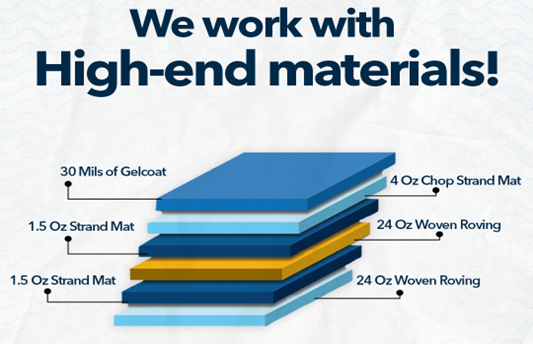 We work with
High-end materials!
30 Mils of Gelcoat
4 Oz Chop Strand Mat
1.5 Oz Strand Mat
24 Oz Woven Roving
1.5 Oz Strand Mat
24 Oz Woven Roving